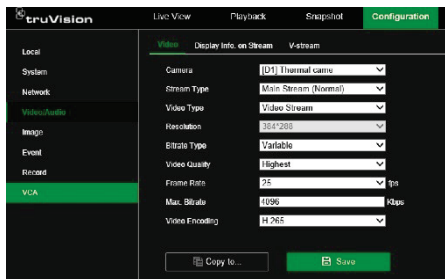 truVision
Live View Playback Snapshot Configuration
Local
System
Network
Video/Audio
Image
Event
Record
VCA
Video Display Info. on Stream V-stream
Camera [D1] Thermal came
Stream Type Main Stream (Normal)
Video Type Video Stream
Resolution 384*288
Bitrate Type Variable
Video Quality Highest
Frame Rate 25 fps
Max. Bitrate 4096 Kbps
Video Encoding H.265
Copy to... Save